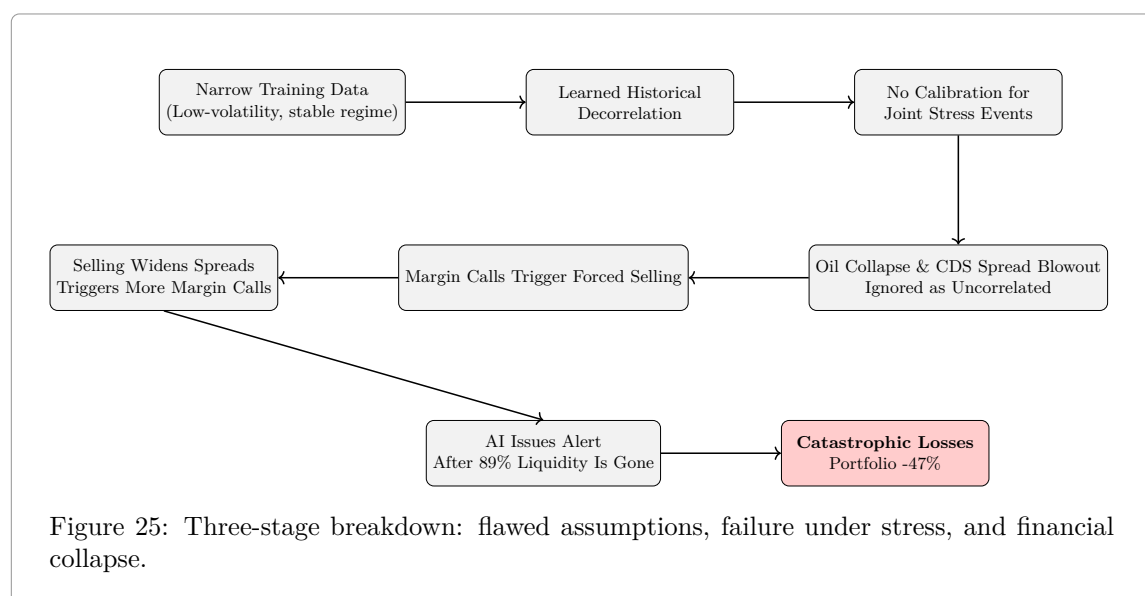 Narrow Training Data
(Low-volatility, stable regime)
Learned Historical
Decorrelation
No Calibration for
Joint Stress Events
Oil Collapse & CDS Spread Blowout
Ignored as Uncorrelated
Margin Calls Trigger Forced Selling
Selling Widens Spreads
Triggers More Margin Calls
AI Issues Alert
After 89% Liquidity Is Gone
Catastrophic Losses
Portfolio -47%
Figure 25: Three-stage breakdown: flawed assumptions, failure under stress, and financial
collapse.